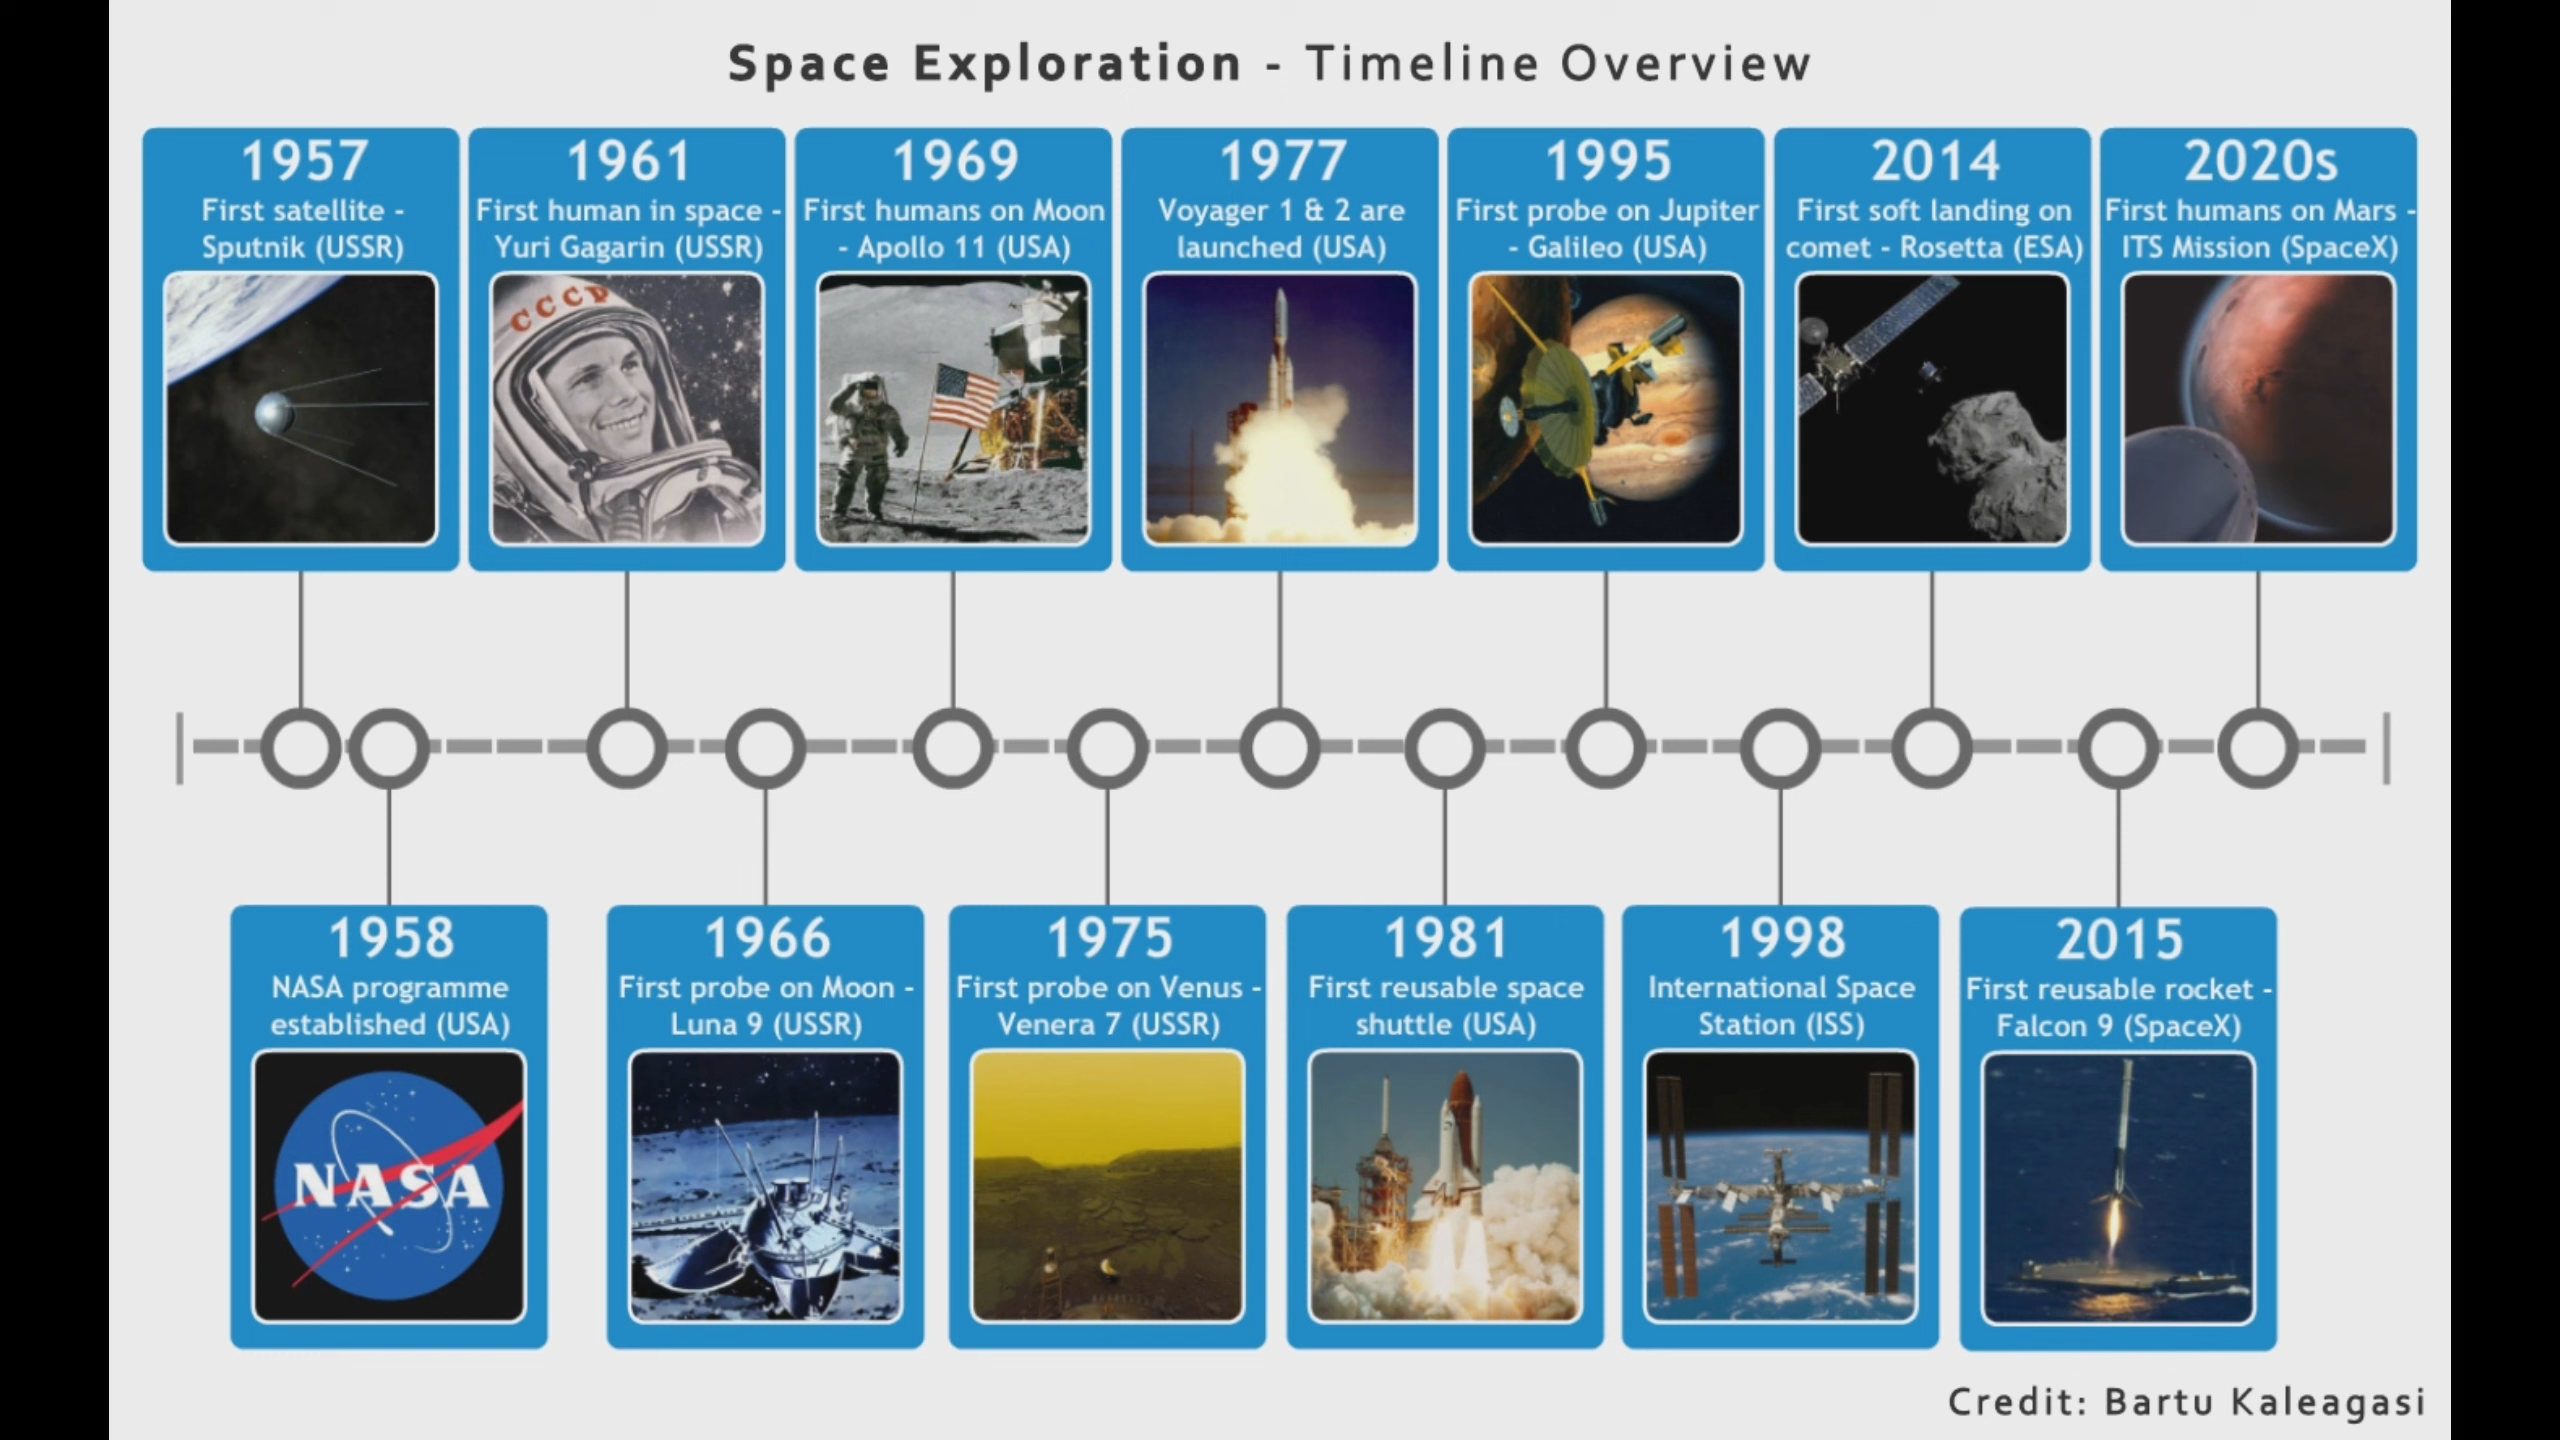 Space Exploration - Timeline Overview
1957
First satellite -
Sputnik (USSR)
1961
First human in space -
Yuri Gagarin (USSR)
CCCP
1969
First humans on Moon
- Apollo 11 (USA)
1977
Voyager 1 & 2 are
launched (USA)
1995
First probe on Jupiter
- Galileo (USA)
2014
First soft landing on
comet - Rosetta (ESA)
2020s
First humans on Mars -
ITS Mission (SpaceX)
1958
NASA programme
established (USA)
NASA
1966
First probe on Moon -
Luna 9 (USSR)
1975
First probe on Venus -
Venera 7 (USSR)
1981
First reusable space
shuttle (USA)
1998
International Space
Station (ISS)
2015
First reusable rocket -
Falcon 9 (SpaceX)
Credit: Bartu Kaleagasi